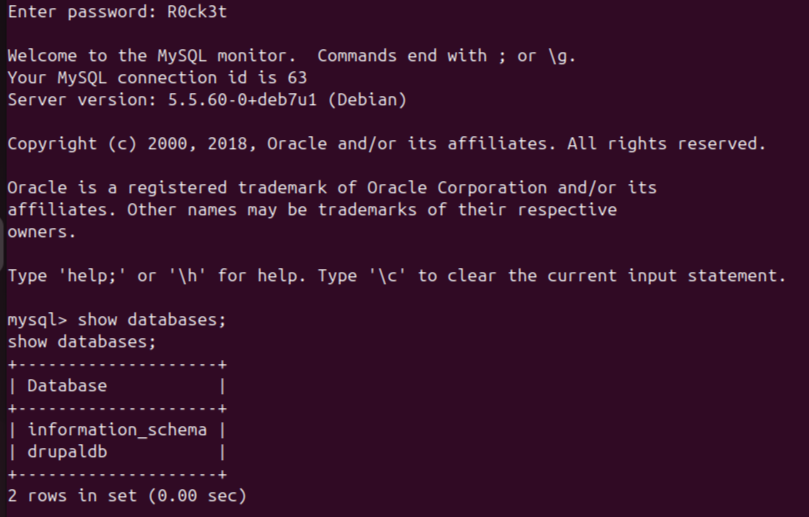 Enter password: R0ck3t
Welcome to the MySQL monitor.  Commands end with ; or \g.
Your MySQL connection id is 63
Server version: 5.5.60-0+deb7u1 (Debian)
Copyright (c) 2000, 2018, Oracle and/or its affiliates. All rights reserved.
Oracle is a registered trademark of Oracle Corporation and/or its
affiliates. Other names may be trademarks of their respective
owners.
Type 'help;' or '\h' for help. Type '\c' to clear the current input statement.
mysql> show databases;
show databases;
+--------------------+
| Database           |
+--------------------+
| information_schema |
| drupaldb           |
+--------------------+
2 rows in set (0.00 sec)